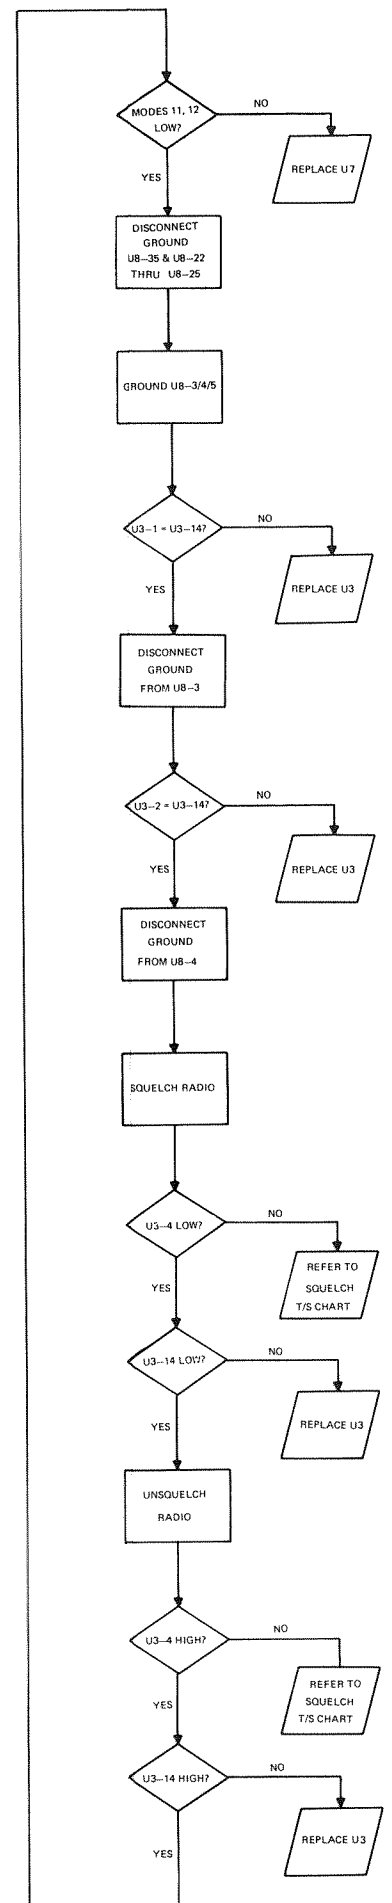 MODES 11, 12
LOW?
NO
REPLACE U7
YES
DISCONNECT
GROUND
U8–35 & U8–22
THRU U8–25
GROUND U8–3/4/5
U3–1 = U3–14?
NO
REPLACE U3
YES
DISCONNECT
GROUND
FROM U8–3
U3–2 = U3–14?
NO
REPLACE U3
YES
DISCONNECT
GROUND
FROM U8–4
SQUELCH RADIO
U3–4 LOW?
NO
REFER TO
SQUELCH
T/S CHART
YES
U3–14 LOW?
NO
REPLACE U3
YES
UNSQUELCH
RADIO
U3–4 HIGH?
NO
REFER TO
SQUELCH
T/S CHART
YES
U3–14 HIGH?
NO
REPLACE U3
YES